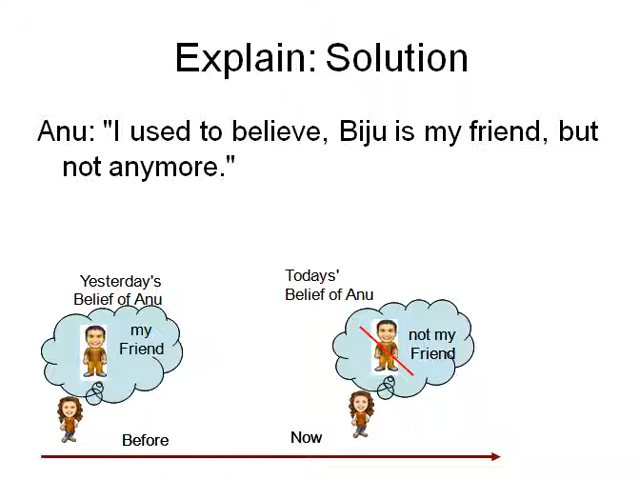 Explain: Solution
Anu: "I used to believe, Biju is my friend, but
not anymore."
Yesterday's
Belief of Anu
my
Friend
Before
Todays'
Belief of Anu
not my
Friend
Now